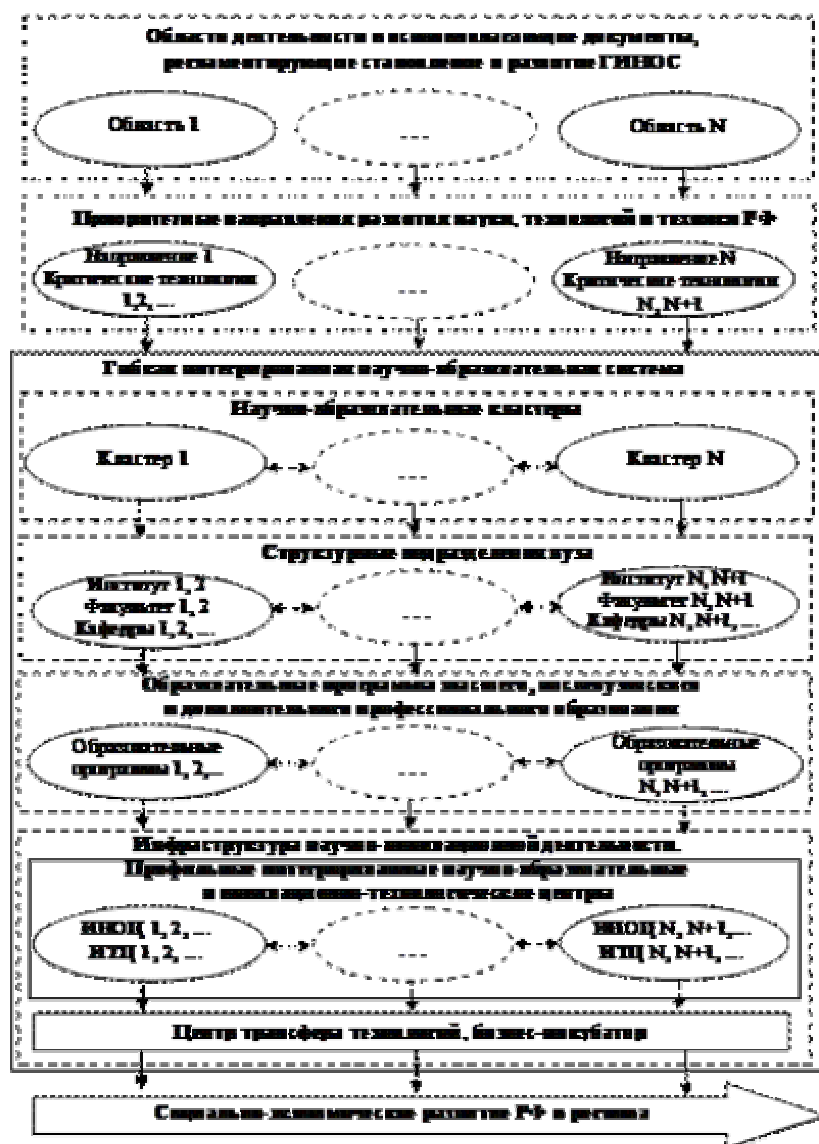 Области деятельности и основополагающие документы,
регламентирующие становление и развитие ГИНОС
Область 1
...
Область N
Приоритетные направления развития науки, технологий и техники РФ
Направление 1
Критические технологии
1,2, ...
...
Направление N
Критические технологии
N, N+1
Гибкая интегрированная научно-образовательная система
Научно-образовательные кластеры
Кластер 1
...
Кластер N
Структурные подразделения вуза
Институт 1, 2
Факультет 1, 2
Кафедры 1, 2, ...
...
Институт N, N+1
Факультет N, N+1
Кафедры N, N+1, ...
Образовательные программы высшего, послевузовского
и дополнительного профессионального образования
Образовательные
программы 1, 2,...
...
Образовательные
программы
N, N+1, ...
Инфраструктура научно-инновационной деятельности.
Профильные интегрированные научно-образовательные
и инновационно-технологические центры
ИНОЦ 1, 2, ...
ИТЦ 1, 2, ...
...
ИНОЦ N, N+1,...
ИТЦ N, N+1, ...
Центр трансфера технологий, бизнес-инкубатор
Социально-экономическое развитие РФ и региона